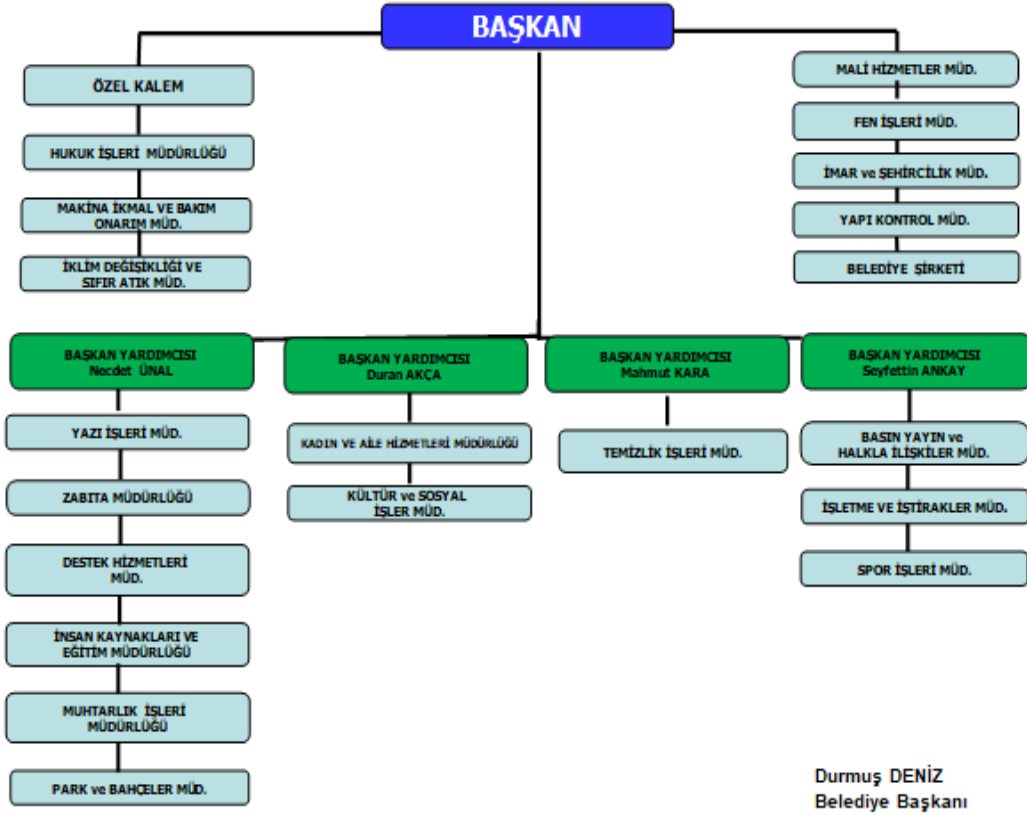 BAŞKAN
ÖZEL KALEM
HUKUK İŞLERİ MÜDÜRLÜĞÜ
MAKİNA İKMAL VE BAKIM
ONARIM MÜD.
İKLİM DEĞİŞİKLİĞİ VE
SIFIR ATIK MÜD.
MALİ HİZMETLER MÜD.
FEN İŞLERİ MÜD.
İMAR ve ŞEHİRCİLİK MÜD.
YAPI KONTROL MÜD.
BELEDİYE ŞİRKETİ
BAŞKAN YARDIMCISI
Necdet ÜNAL
YAZI İŞLERİ MÜD.
ZABITA MÜDÜRLÜĞÜ
DESTEK HİZMETLERİ
MÜD.
İNSAN KAYNAKLARI VE
EĞİTİM MÜDÜRLÜĞÜ
MUHTARLIK İŞLERİ
MÜDÜRLÜĞÜ
PARK ve BAHÇELER MÜD.
BAŞKAN YARDIMCISI
Duran AKÇA
KADIN VE AİLE HİZMETLERİ MÜDÜRLÜĞÜ
KÜLTÜR ve SOSYAL
İŞLER MÜD.
BAŞKAN YARDIMCISI
Mahmut KARA
TEMİZLİK İŞLERİ MÜD.
BAŞKAN YARDIMCISI
Seyfettin ANKAY
BASIN YAYIN ve
HALKLA İLİŞKİLER MÜD.
İŞLETME VE İŞTİRAKLER MÜD.
SPOR İŞLERİ MÜD.
Durmuş DENİZ
Belediye Başkanı